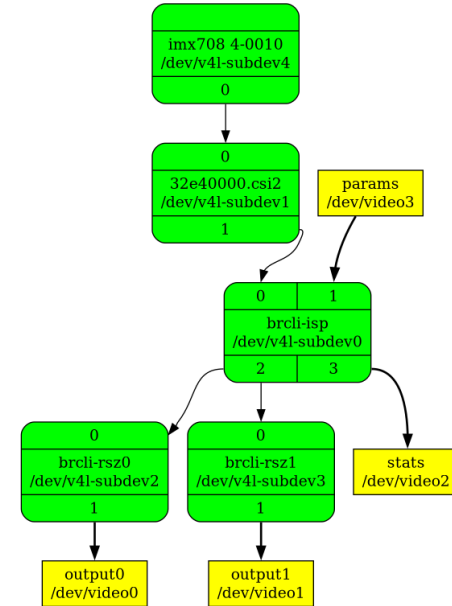 imx708 4-0010
/dev/v4l-subdev4
0
0
32e40000.csi2
/dev/v4l-subdev1
1
params
/dev/video3
0 1
brcli-isp
/dev/v4l-subdev0
2 3
0
brcli-rsz0
/dev/v4l-subdev2
1
0
brcli-rsz1
/dev/v4l-subdev3
1
stats
/dev/video2
output0
/dev/video0
output1
/dev/video1